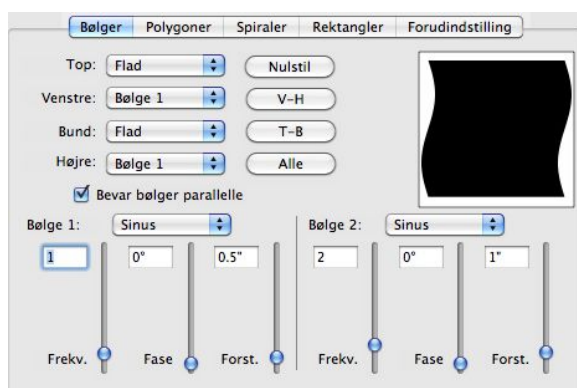 Bølger Polygoner Spiraler Rektangler Forudindstilling
Top: Flad Nulstil
Venstre: Bølge 1 V-H
Bund: Flad T-B
Højre: Bølge 1 Alle
Bevar bølger parallelle
Bølge 1: Sinus Bølge 2: Sinus
1 0° 0.5" 2 0° 1"
Frekv. Fase Forst. Frekv. Fase Forst.